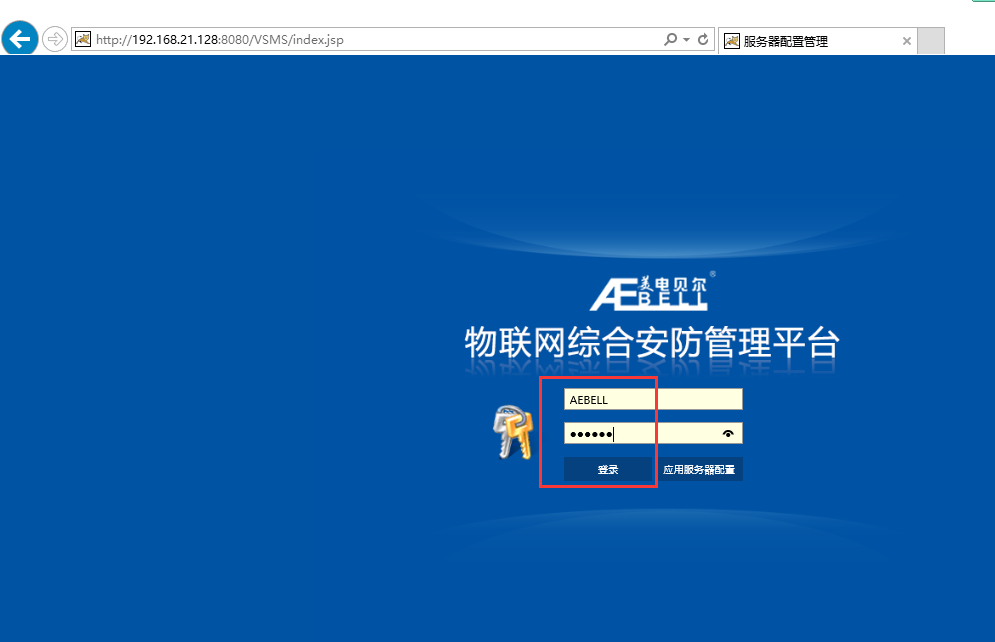 http://192.168.21.128:8080/VSMS/index.jsp
服务器配置管理
美电贝尔®
AEBELL
物联网综合安防管理平台
AEBELL
●●●●●●
登录 应用服务器配置